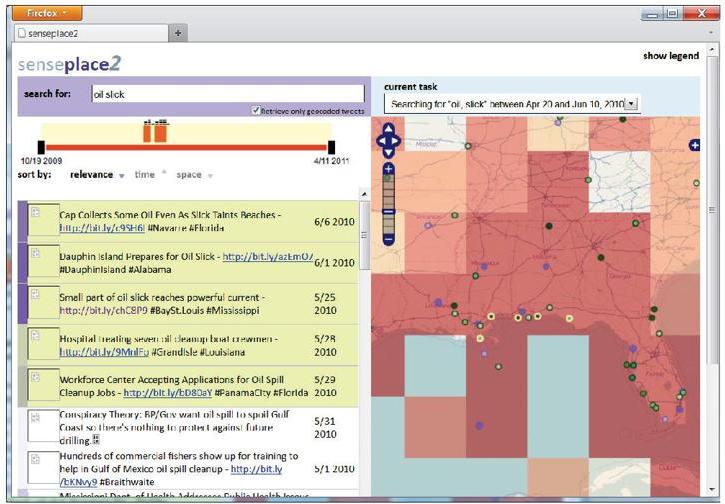 Firefox
senseplace2
senseplace2
show legend
search for:
oil slick
Retrieve only geocoded tweets
current task
Searching for "oil, slick" between Apr 20 and Jun 10, 2010
10/19 2009
4/11 2011
sort by: relevance time space
Cap Collects Some Oil Even As Slick Taints Beaches -
http://bit.ly/c9SH6I #Navarre #Florida
6/6 2010
Dauphin Island Prepares for Oil Slick - http://bit.ly/azEmO7
#DauphinIsland #Alabama
6/1 2010
Small part of oil slick reaches powerful current -
http://bit.ly/chC8P9 #BaySt.Louis #Mississippi
5/25
2010
Hospital treating seven oil cleanup boat crewmen -
http://bit.ly/9MnIFo #GrandIsle #Louisiana
5/28
2010
Workforce Center Accepting Applications for Oil Spill
Cleanup Jobs - http://bit.ly/bD80aY #PanamaCity #Florida
5/29
2010
Conspiracy Theory: BP/Gov want oil spill to spoil Gulf
Coast so there's nothing to protect against future
drilling.
5/31
2010
Hundreds of commercial fishers show up for training to
help in Gulf of Mexico oil spill cleanup - http://bit.ly
/bKNvy9 #Braithwaite
5/1 2010
Mississippi Dept. of Health Addresses Public Health Issues